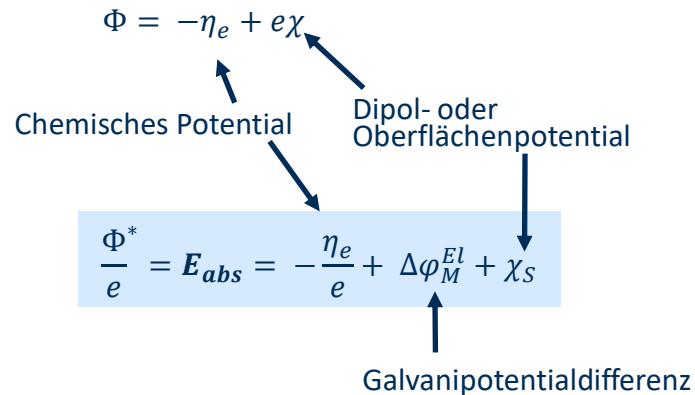 Φ = −η_e + eχ
Chemisches Potential
Dipol- oder
Oberflächenpotential
Φ*/e = E_abs = −η_e/e + Δφ_M^El + χ_S
Galvanipotentialdifferenz